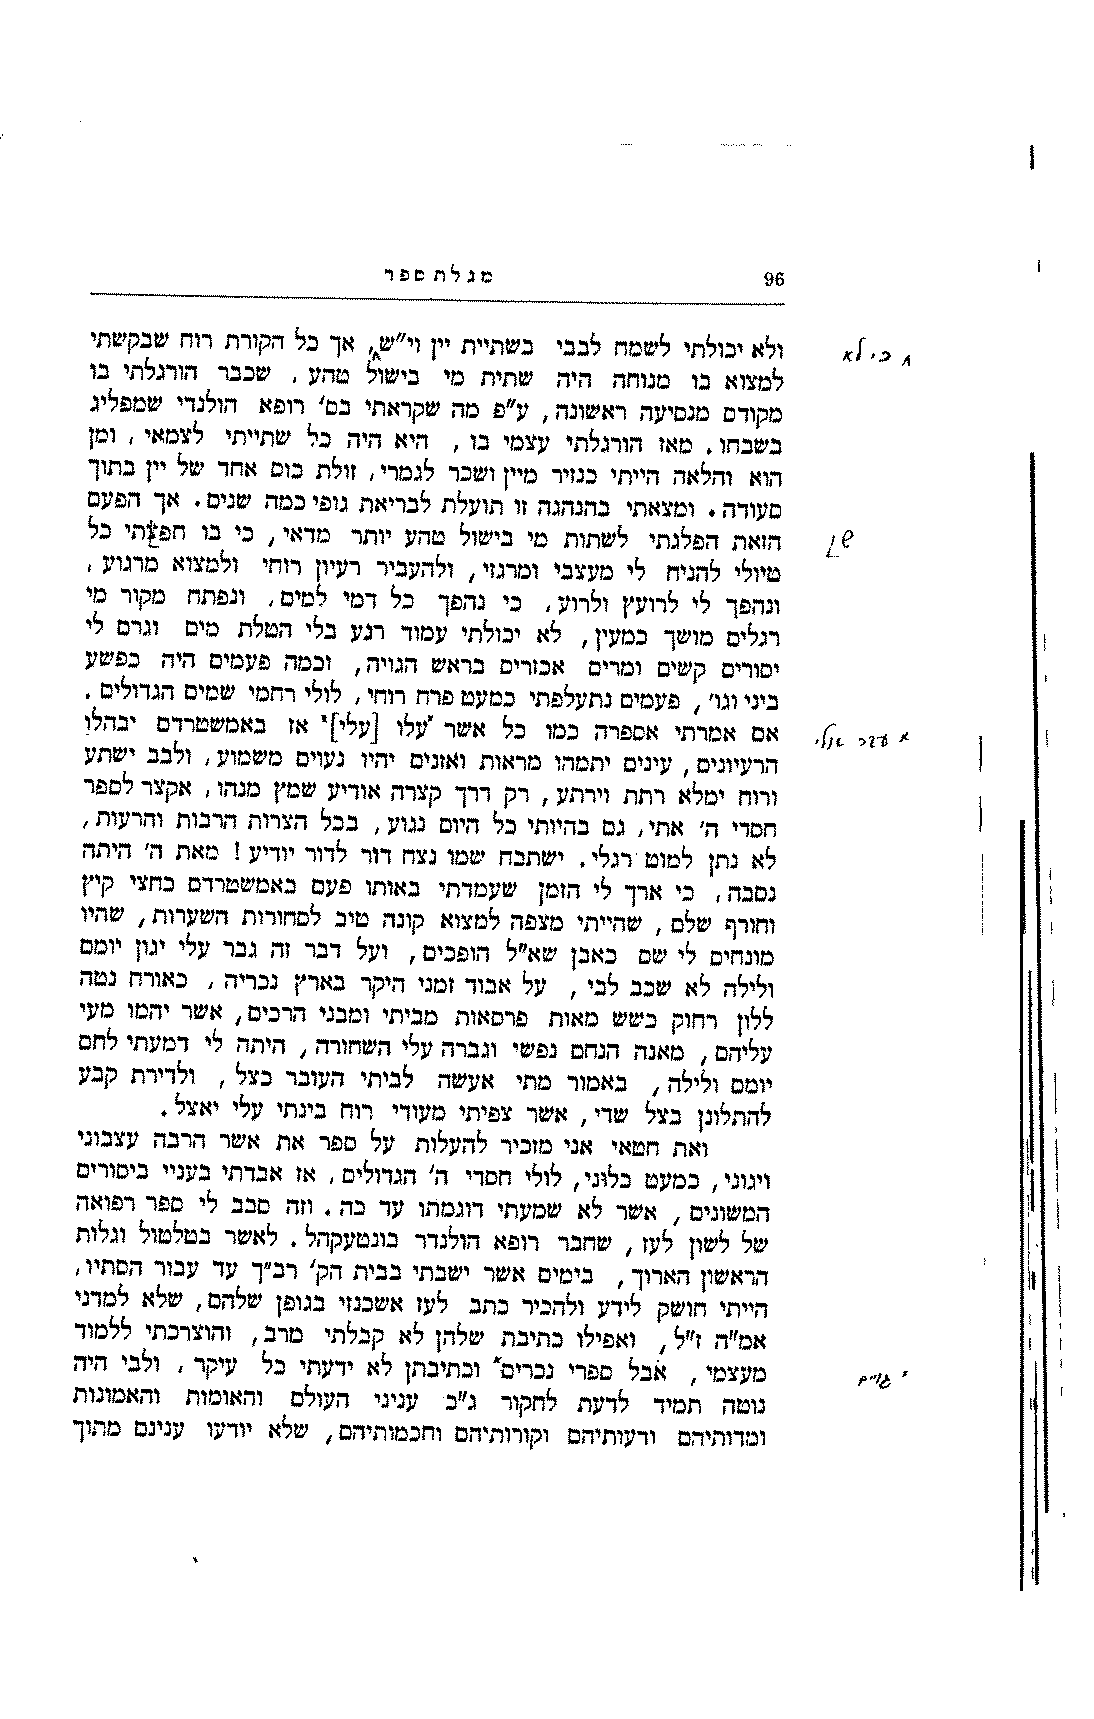 96
מגלת ספר
ולא יכולתי לשמח לבבי בשתיית יין וי״ש, אך כל הקורת רוח שבקשתי
למצוא בו מנוחה היה שתית מי בישול טהע, שכבר הורגלתי בו
מקודם מנסיעה ראשונה, ע״פ מה שקראתי בס׳ רופא הולנדי שמפליג
בשבחו. מאז הורגלתי עצמי בו, היא היה כל שתייתי לצמאי, ומן
הוא והלאה הייתי כנזיר מיין ושכר לגמרי, זולת כוס אחד של יין בתוך
סעודה. ומצאתי בהנהגה זו תועלת לבריאת גופי כמה שנים. אך הפעם
הזאת הפלגתי לשתות מי בישול טהע יותר מדאי, כי בו חפצתי כל
טיולי להניח לי מעצבי ומרגזי, ולהעביר רעיון רוחי ולמצוא מרגוע,
ונהפך לי לרועץ ולרוע, כי נהפך כל דמי למים, ונפתח מקור מי
רגלים מושך כמעין, לא יכולתי עמוד רגע בלי הטלת מים וגרם לי
יסורים קשים ומרים אכזרים בראש הגויה, וכמה פעמים היה כפשע
ביני וגו׳, פעמים נתעלפתי כמעט פרח רוחי, לולי רחמי שמים הגדולים.
אם אמרתי אספרה כמו כל אשר ״עלו [עלי]״ אז באמשטרדם יבהלו
הרעיונים, עינים יתמהו מראות ואזנים יהיו נעוים משמוע, ולבב ישתע
ורוח ימלא רתת וירתע, רק דרך קצרה אודיע שמץ מנהו, אקצר לספר
חסדי ה׳ אתי, גם בהיותי כל היום נגוע, בכל הצרות הרבות והרעות,
לא נתן למוט רגלי. ישתבח שמו נצח דור לדור יודיע! מאת ה׳ היתה
נסבה, כי ארך לי הזמן שעמדתי באותו פעם באמשטרדם כחצי קיץ
וחורף שלם, שהייתי מצפה למצוא קונה טיב לסחורות השערות, שהיו
מונחים לי שם כאבן שא״ל הופכים, ועל דבר זה גבר עלי יגון יומם
ולילה לא שכב לבי, על אבוד זמני היקר בארץ נכריה, כאורח נטה
ללון רחוק כשש מאות פרסאות מביתי ומבני הרכים, אשר יהמו מעי
עליהם, מאנה הנחם נפשי וגברה עלי השחורה, היתה לי דמעתי לחם
יומם ולילה, באמור מתי אעשה לביתי העובר כצל, ולדירת קבע
להתלונן בצל שדי, אשר צפיתי מעודי רוח בינתי עלי יאצל.
ואת חטאי אני מזכיר להעלות על ספר את אשר הרבה עצבוני
ויגוני, כמעט כלוני, לולי חסדי ה׳ הגדולים, אז אבדתי בעניי ביסורים
המשונים, אשר לא שמעתי דוגמתו עד כה. וזה סבב לי ספר רפואה
של לשון לעז, שחבר רופא הולנדר בונטעקהל. לאשר בטלטול וגלות
הראשון הארוך, בימים אשר ישבתי בבית הק׳ רב״ך עד עבור הסתיו,
הייתי חושק לידע ולהכיר כתב לעז אשכנזי בגופן שלהם, שלא למדני
אמ״ה ז״ל, ואפילו כתיבת שלהן לא קבלתי מרב, והוצרכתי ללמוד
מעצמי, אבל ספרי נכרים״ וכתיבתן לא ידעתי כל עיקר, ולבי היה
נוטה תמיד לדעת לחקור ג״כ עניני העולם והאומות והאמונות
ומדותיהם ודעותיהם וקורותיהם וחכמותיהם, שלא יודעו ענינם מתוך
כי לא
גויים